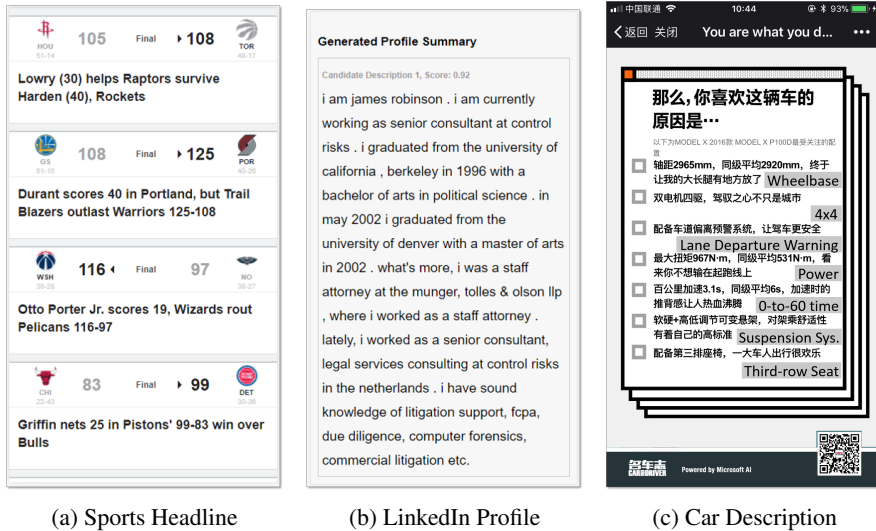 HOU
51-14
105
Final
108
TOR
48-17
Lowry (30) helps Raptors survive
Harden (40), Rockets
GS
51-15
108
Final
125
POR
40-26
Durant scores 40 in Portland, but Trail
Blazers outlast Warriors 125-108
WSH
38-28
116
Final
97
NO
38-27
Otto Porter Jr. scores 19, Wizards rout
Pelicans 116-97
CHI
22-43
83
Final
99
DET
30-36
Griffin nets 25 in Pistons' 99-83 win over
Bulls
(a) Sports Headline
Generated Profile Summary
Candidate Description 1, Score: 0.92
i am james robinson . i am currently
working as senior consultant at control
risks . i graduated from the university of
california , berkeley in 1996 with a
bachelor of arts in political science . in
may 2002 i graduated from the
university of denver with a master of arts
in 2002 . what's more, i was a staff
attorney at the munger, tolles & olson llp
, where i worked as a staff attorney .
lately, i worked as a senior consultant,
legal services consulting at control risks
in the netherlands . i have sound
knowledge of litigation support, fcpa,
due diligence, computer forensics,
commercial litigation etc.
(b) LinkedIn Profile
中国联通
10:44
93%
返回 关闭 You are what you d...
那么，你喜欢这辆车的
原因是…
以下为MODEL X 2016款 MODEL X P100D最受关注的配
置
轴距2965mm，同级平均2920mm，终于
让我的大长腿有地方放了 Wheelbase
双电机四驱，驾驭之心不只是城市
4x4
配备车道偏离预警系统，让驾车更安全
Lane Departure Warning
最大扭矩967N·m，同级平均531N·m，看
来你不想输在起跑线上 Power
百公里加速3.1s，同级平均6s，加速时的
推背感让人热血沸腾 0-to-60 time
软硬+高低调节可变悬架，对驾乘舒适性
有着自己的高标准 Suspension Sys.
配备第三排座椅，一大车人出行很欢乐
Third-row Seat
名车志
CAR AND DRIVER
Powered by Microsoft AI
(c) Car Description